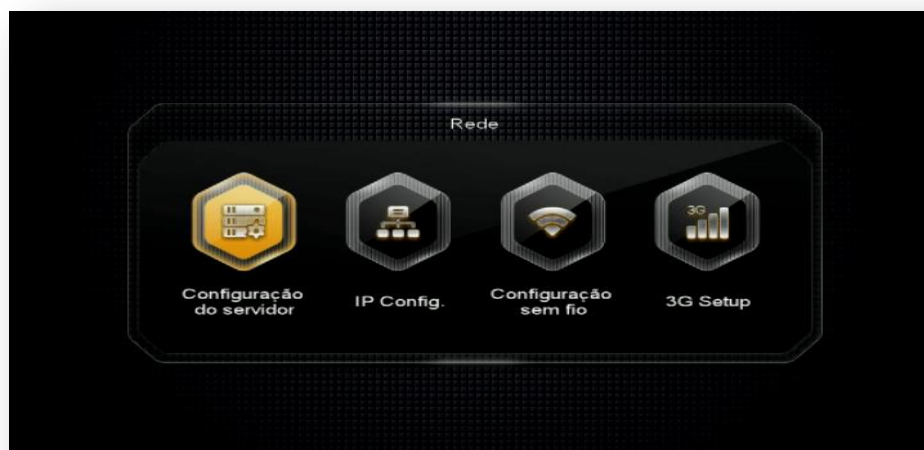 Rede
3G
Configuração
do servidor
IP Config.
Configuração
sem fio
3G Setup